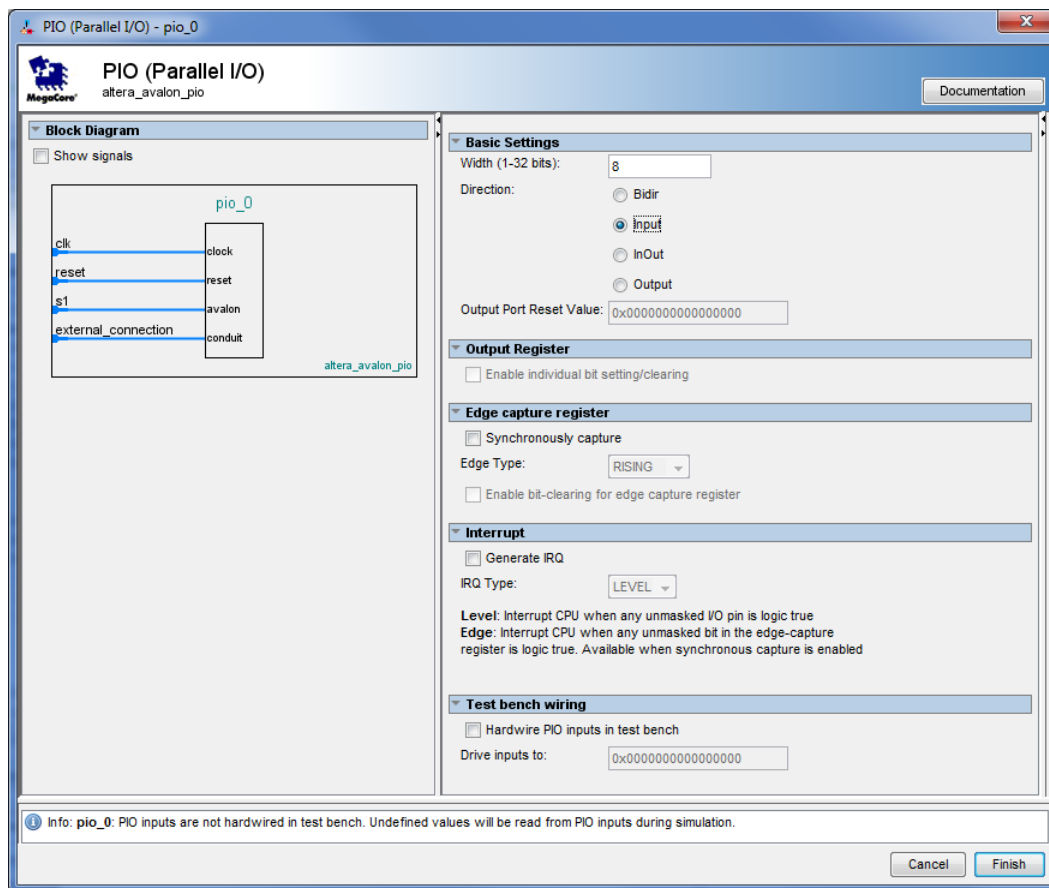 PIO (Parallel I/O) - pio_0
MegaCore'
PIO (Parallel I/O)
altera_avalon_pio
Documentation
Block Diagram
Show signals
pio_0
clk
clock
reset
reset
s1
avalon
external_connection
conduit
altera_avalon_pio
Basic Settings
Width (1-32 bits):
8
Direction:
Bidir
Input
InOut
Output
Output Port Reset Value:
0x0000000000000000
Output Register
Enable individual bit setting/clearing
Edge capture register
Synchronously capture
Edge Type:
RISING
Enable bit-clearing for edge capture register
Interrupt
Generate IRQ
IRQ Type:
LEVEL
Level: Interrupt CPU when any unmasked I/O pin is logic true
Edge: Interrupt CPU when any unmasked bit in the edge-capture
register is logic true. Available when synchronous capture is enabled
Test bench wiring
Hardwire PIO inputs in test bench
Drive inputs to:
0x0000000000000000
Info: pio_0: PIO inputs are not hardwired in test bench. Undefined values will be read from PIO inputs during simulation.
Cancel
Finish